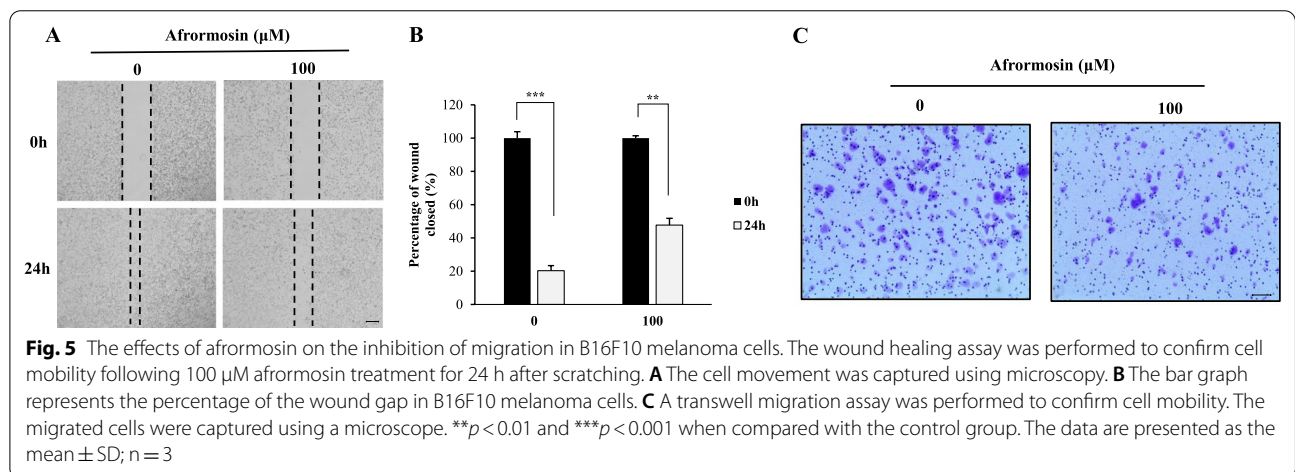 A
Afrormosin (μM)
0
100
0h
24h
B
Percentage of wound
closed (%)
120
100
80
60
40
20
0
***
**
0
100
0h
24h
C
Afrormosin (μM)
0
100
Fig. 5 The effects of afrormosin on the inhibition of migration in B16F10 melanoma cells. The wound healing assay was performed to confirm cell
mobility following 100 μM afrormosin treatment for 24 h after scratching. A The cell movement was captured using microscopy. B The bar graph
represents the percentage of the wound gap in B16F10 melanoma cells. C A transwell migration assay was performed to confirm cell mobility. The
migrated cells were captured using a microscope. **p < 0.01 and ***p < 0.001 when compared with the control group. The data are presented as the
mean ± SD; n = 3